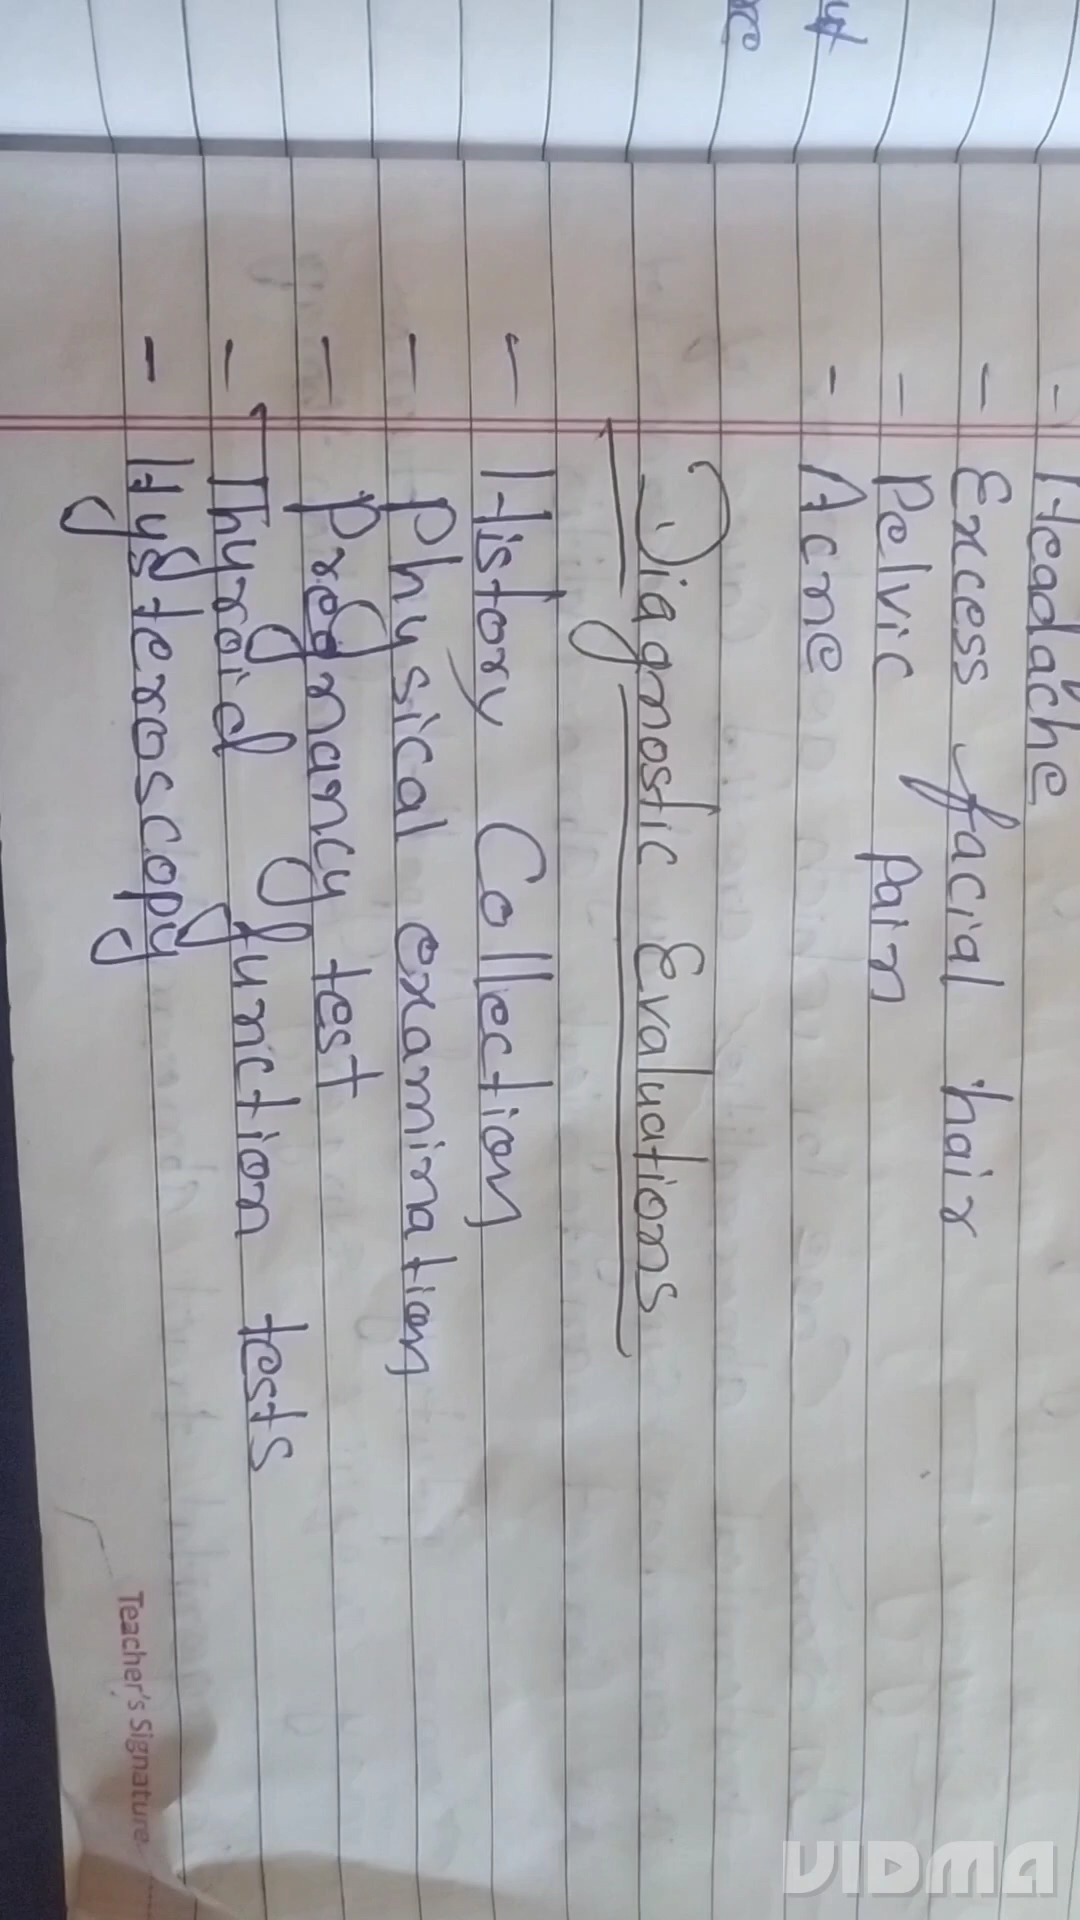 - Headache
- Excess facial hair
- Pelvic pain
- Acne
Diagnostic Evaluations
- History Collection
- Physical examination
- Pregnancy test
- Thyroid function tests
- Hysteroscopy
Teacher's Signature
VIDMA